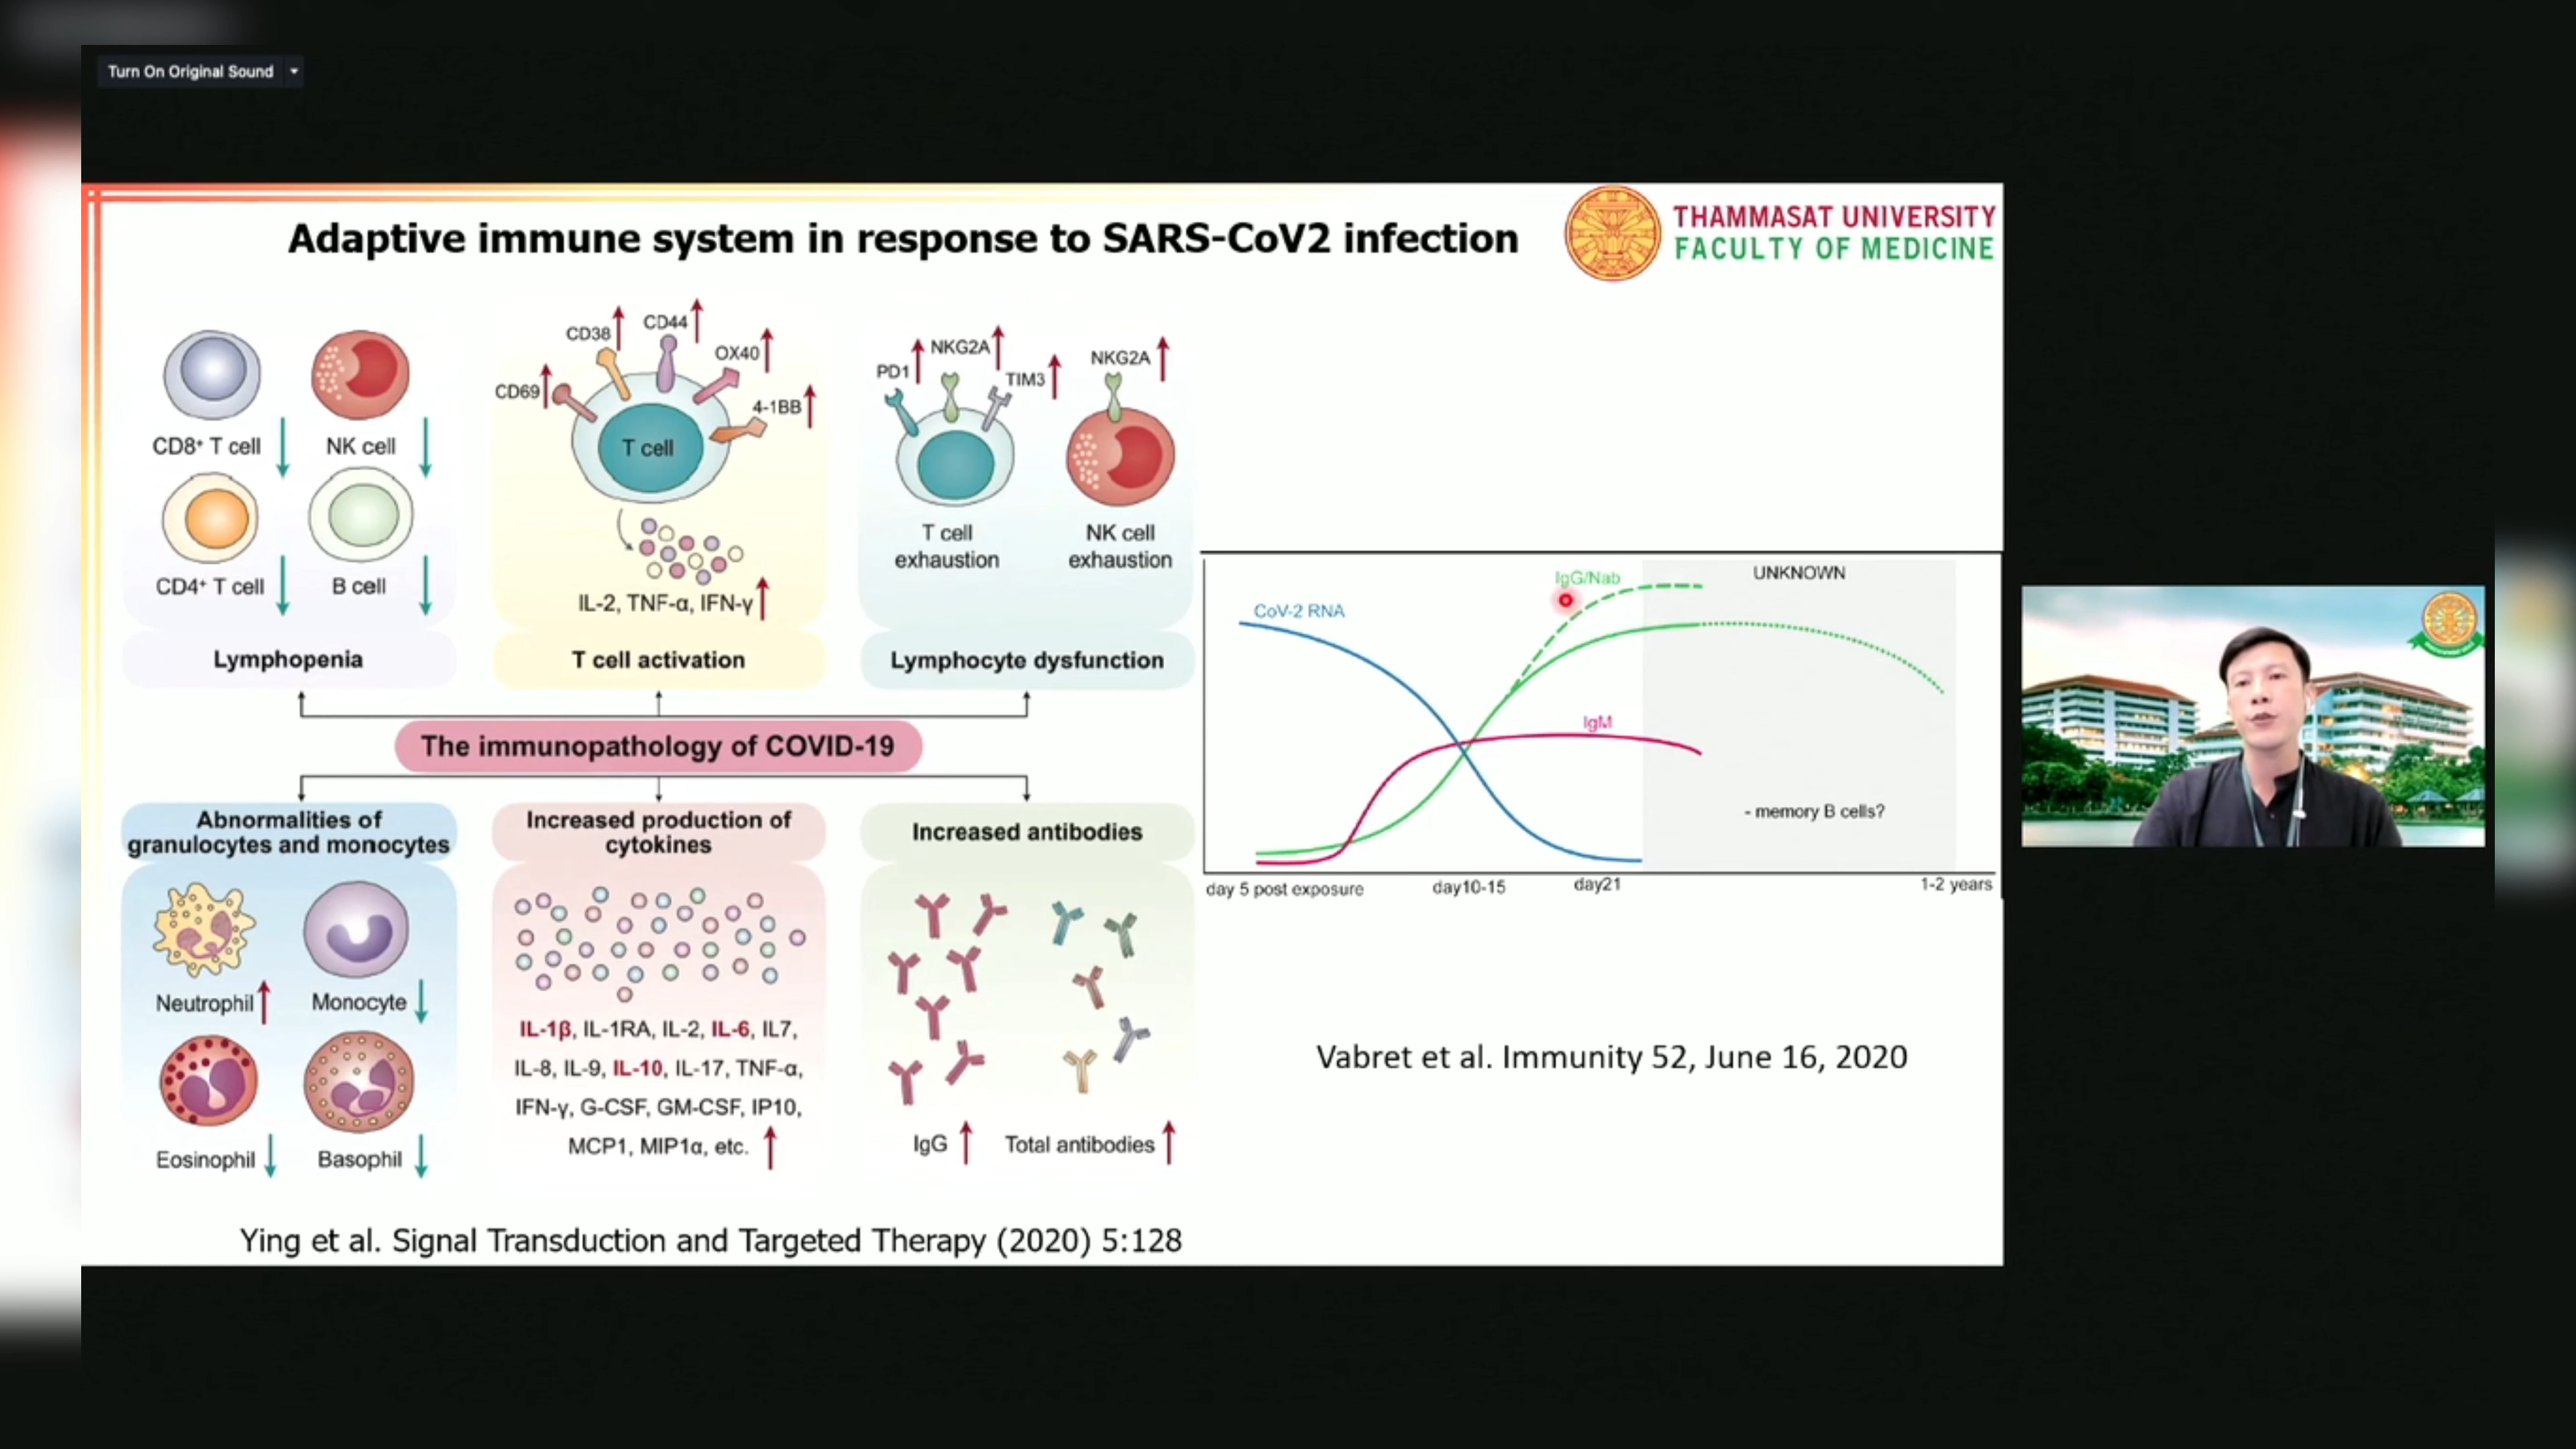 Turn On Original Sound
Adaptive immune system in response to SARS-CoV2 infection
THAMMASAT UNIVERSITY
FACULTY OF MEDICINE
CD8⁺ T cell
NK cell
CD4⁺ T cell
B cell
Lymphopenia
CD69
CD38
CD44
OX40
4-1BB
T cell
IL-2, TNF-α, IFN-γ
T cell activation
PD1
NKG2A
TIM3
NKG2A
T cell
exhaustion
NK cell
exhaustion
Lymphocyte dysfunction
The immunopathology of COVID-19
Abnormalities of
granulocytes and monocytes
Neutrophil
Monocyte
Eosinophil
Basophil
Increased production of
cytokines
IL-1β, IL-1RA, IL-2, IL-6, IL7,
IL-8, IL-9, IL-10, IL-17, TNF-α,
IFN-γ, G-CSF, GM-CSF, IP10,
MCP1, MIP1α, etc.
Increased antibodies
IgG
Total antibodies
Ying et al. Signal Transduction and Targeted Therapy (2020) 5:128
CoV-2 RNA
IgG/Nab
UNKNOWN
IgM
- memory B cells?
day 5 post exposure
day10-15
day21
1-2 years
Vabret et al. Immunity 52, June 16, 2020